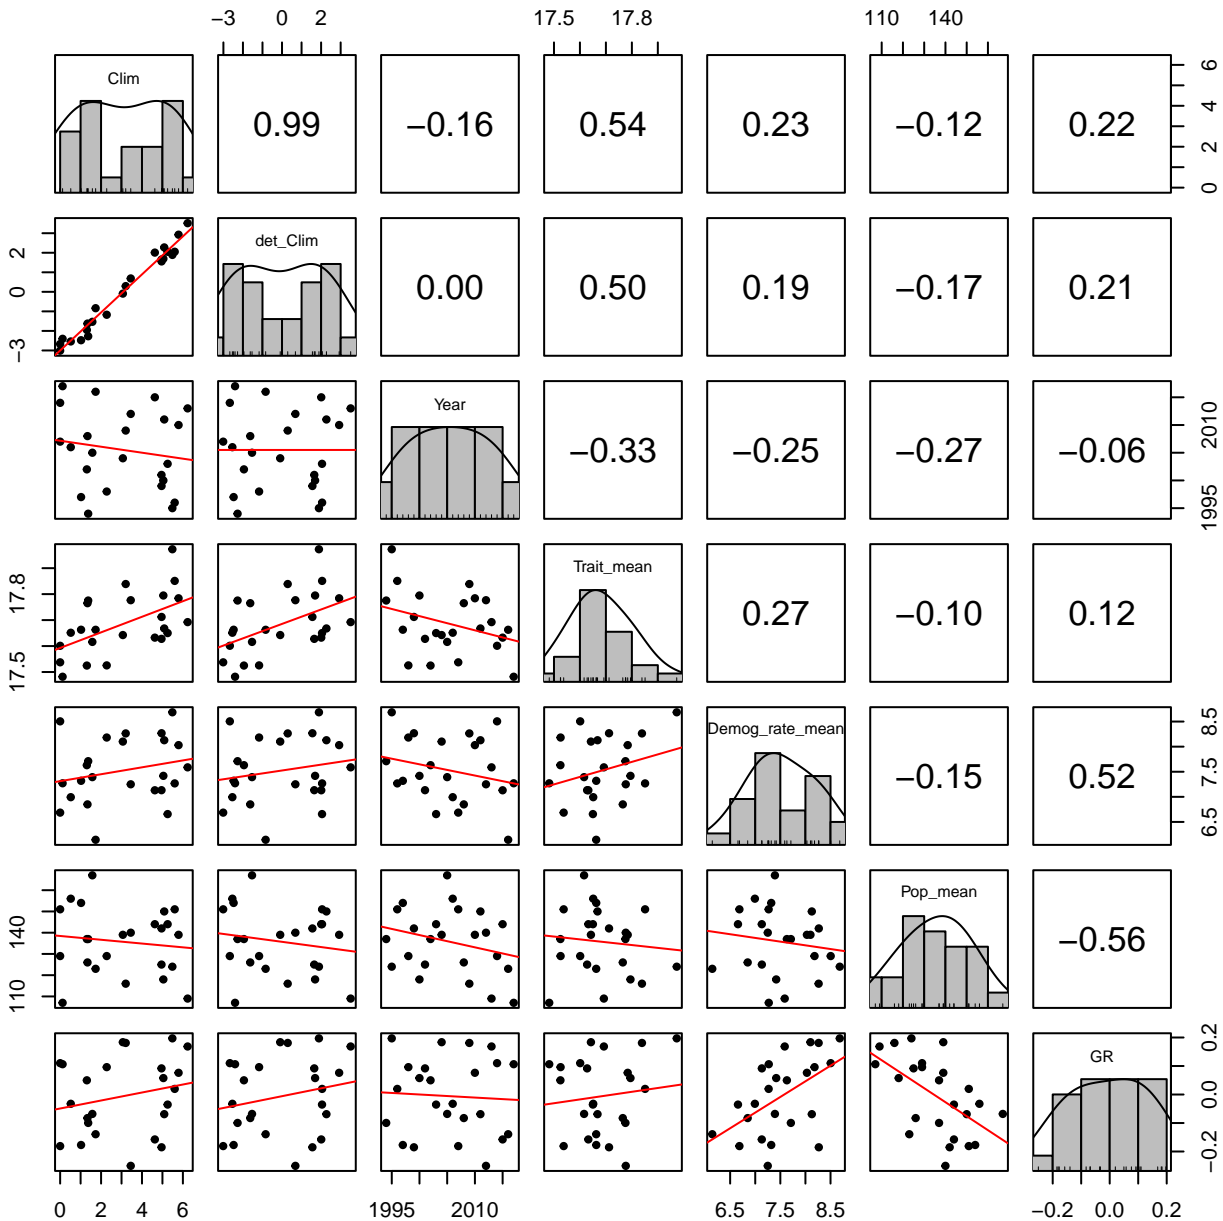 −3 0 2 17.5 17.8 110 140
Clim 0.99 −0.16 0.54 0.23 −0.12 0.22 0 2 4 6
−3 0 2 det_Clim 0.00 0.50 0.19 −0.17 0.21
Year −0.33 −0.25 −0.27 −0.06 1995 2010
17.5 17.8 Trait_mean 0.27 −0.10 0.12
Demog_rate_mean −0.15 0.52 6.5 7.5 8.5
110 140 Pop_mean −0.56
GR −0.2 0.0 0.2
0 2 4 6 1995 2010 6.5 7.5 8.5 −0.2 0.0 0.2